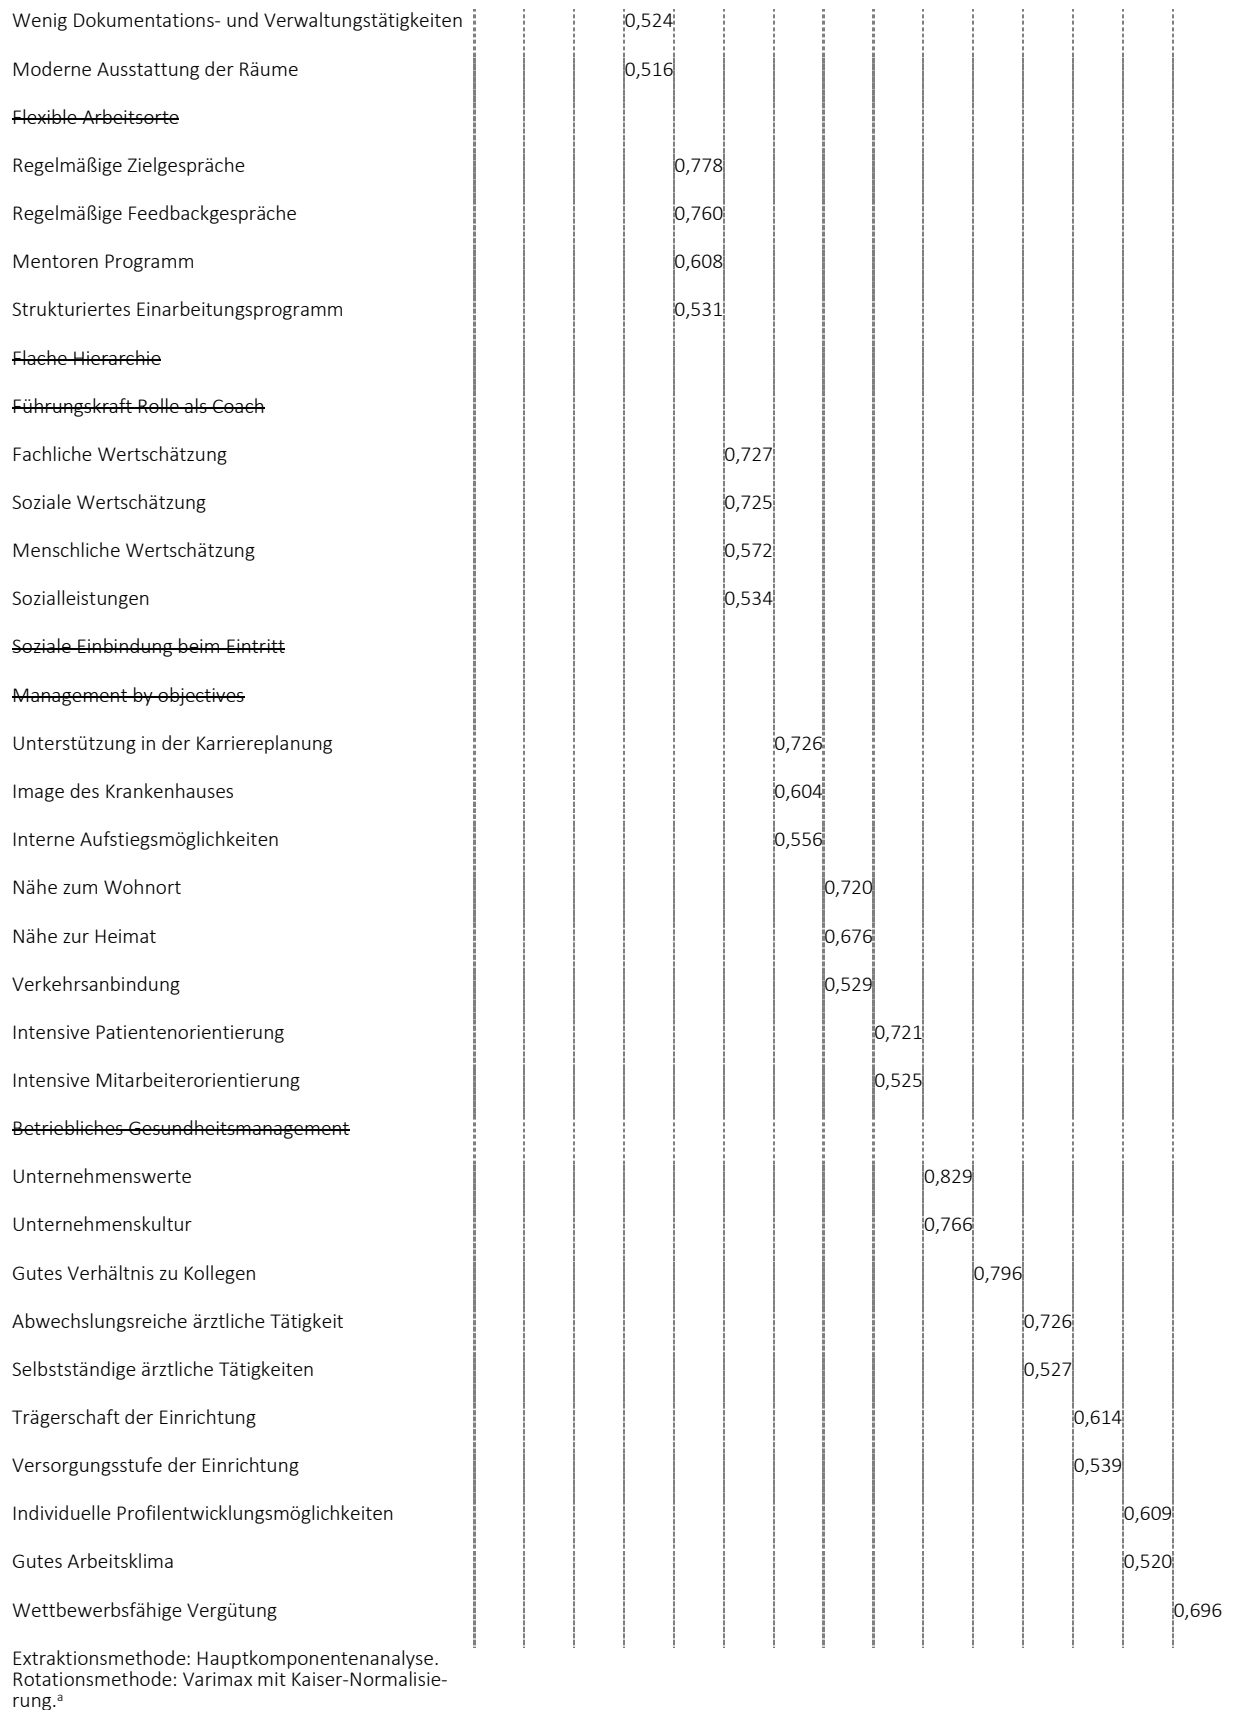 Wenig Dokumentations- und Verwaltungstätigkeiten 0,524
Moderne Ausstattung der Räume 0,516
Flexible Arbeitsorte
Regelmäßige Zielgespräche 0,778
Regelmäßige Feedbackgespräche 0,760
Mentoren Programm 0,608
Strukturiertes Einarbeitungsprogramm 0,531
Flache Hierarchie
Führungskraft Rolle als Coach
Fachliche Wertschätzung 0,727
Soziale Wertschätzung 0,725
Menschliche Wertschätzung 0,572
Sozialleistungen 0,534
Soziale Einbindung beim Eintritt
Management by objectives
Unterstützung in der Karriereplanung 0,726
Image des Krankenhauses 0,604
Interne Aufstiegsmöglichkeiten 0,556
Nähe zum Wohnort 0,720
Nähe zur Heimat 0,676
Verkehrsanbindung 0,529
Intensive Patientenorientierung 0,721
Intensive Mitarbeiterorientierung 0,525
Betriebliches Gesundheitsmanagement
Unternehmenswerte 0,829
Unternehmenskultur 0,766
Gutes Verhältnis zu Kollegen 0,796
Abwechslungsreiche ärztliche Tätigkeit 0,726
Selbstständige ärztliche Tätigkeiten 0,527
Trägerschaft der Einrichtung 0,614
Versorgungsstufe der Einrichtung 0,539
Individuelle Profilentwicklungsmöglichkeiten 0,609
Gutes Arbeitsklima 0,520
Wettbewerbsfähige Vergütung 0,696
Extraktionsmethode: Hauptkomponentenanalyse.
Rotationsmethode: Varimax mit Kaiser-Normalisie-
rung.ª